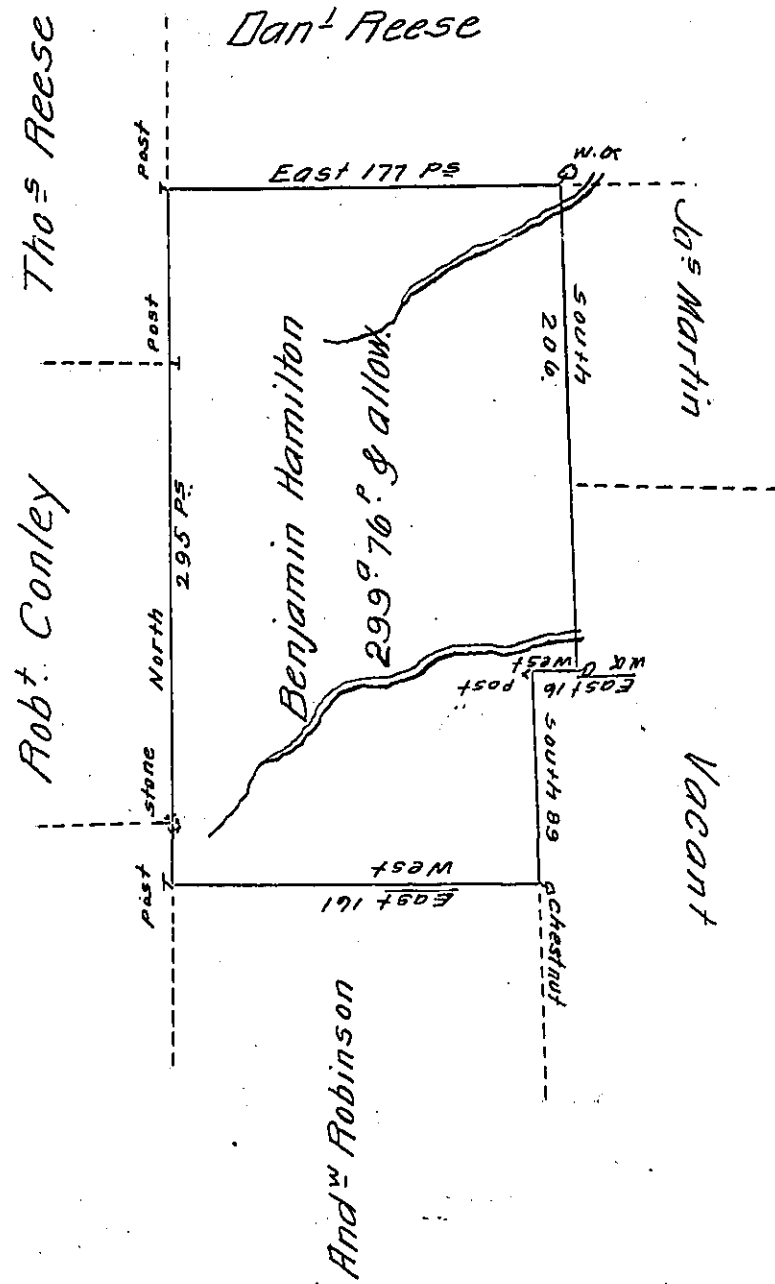 Danˡ Reese
Thoˢ Reese
Robᵗ. Conley
Andʷ Robinson
Jaˢ Martin
Vacant
post
post
stone
post
North
295 Pˢ
East 177 Pˢ
W.O
South
206.
Benjamin Hamilton
299ᵃ. 76ᵖ. & allow.
post
West
East 16
W.O
South 89
West
East 161
Chestnut